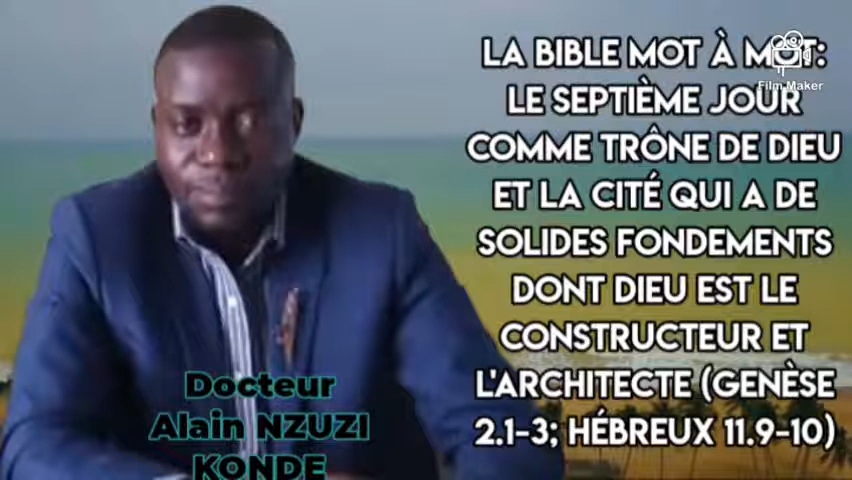 LA BIBLE MOT À MOT:
LE SEPTIÈME JOUR
COMME TRÔNE DE DIEU
ET LA CITÉ QUI A DE
SOLIDES FONDEMENTS
DONT DIEU EST LE
CONSTRUCTEUR ET
L'ARCHITECTE (GENÈSE
2.1-3; HÉBREUX 11.9-10)
Film Maker
Docteur
Alain NZUZI
KONDE